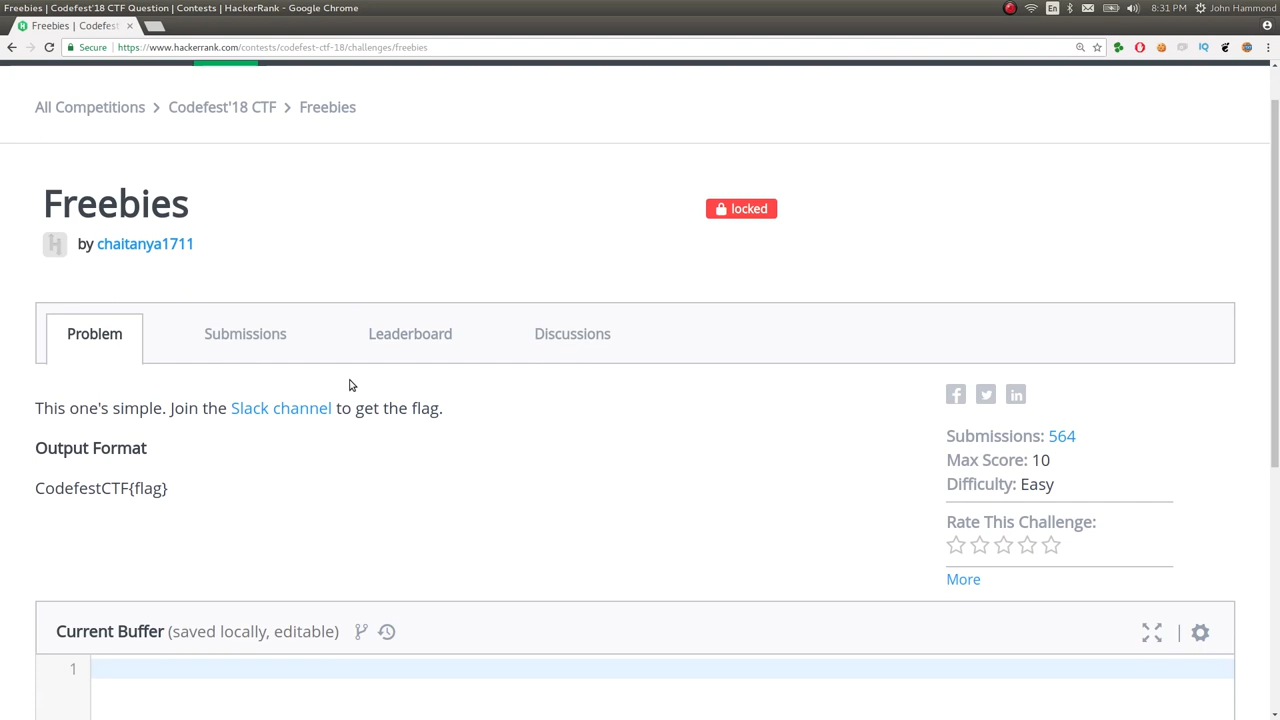 Freebies | Codefest'18 CTF Question | Contests | HackerRank - Google Chrome
En
8:31 PM
John Hammond
Freebies | Codefest
Secure
https://www.hackerrank.com/contests/codefest-ctf-18/challenges/freebies
IQ
All Competitions > Codefest'18 CTF > Freebies
Freebies
locked
H
by chaitanya1711
Problem
Submissions
Leaderboard
Discussions
This one's simple. Join the Slack channel to get the flag.
Output Format
CodefestCTF{flag}
Submissions: 564
Max Score: 10
Difficulty: Easy
Rate This Challenge:
More
Current Buffer (saved locally, editable)
1